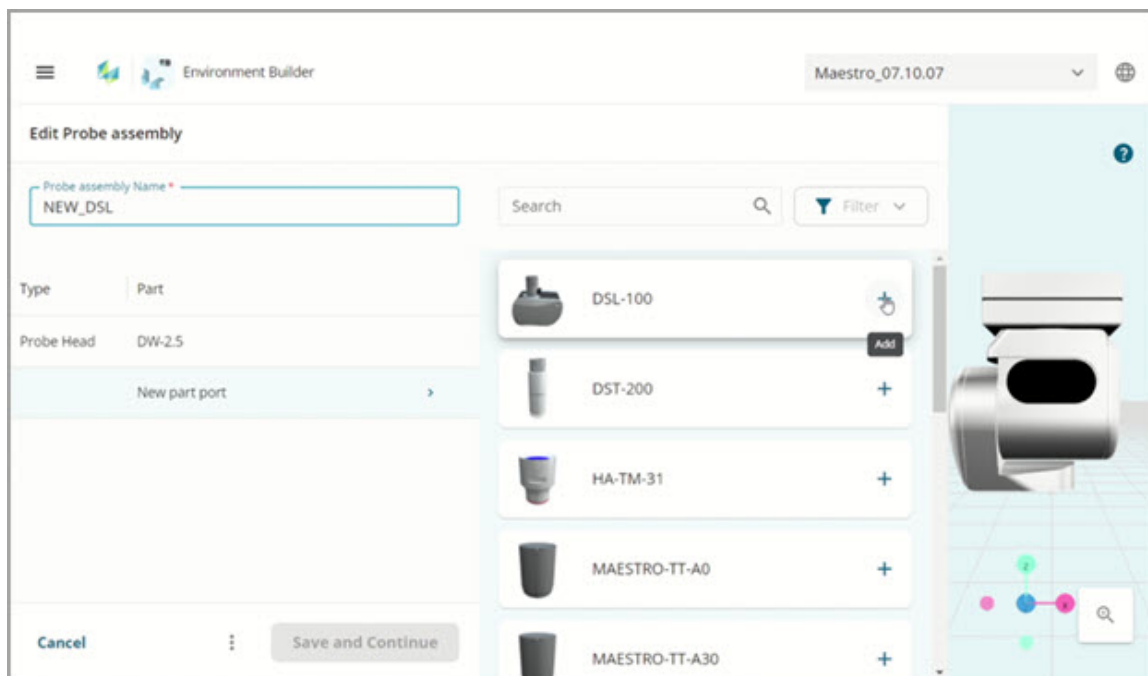 Environment Builder
Maestro_07.10.07
Edit Probe assembly
?
Probe assembly Name *
NEW_DSL
Search
Filter
Type Part
Probe Head DW-2.5
New part port
DSL-100
Add
DST-200
HA-TM-31
MAESTRO-TT-A0
MAESTRO-TT-A30
Z
X
Cancel
Save and Continue